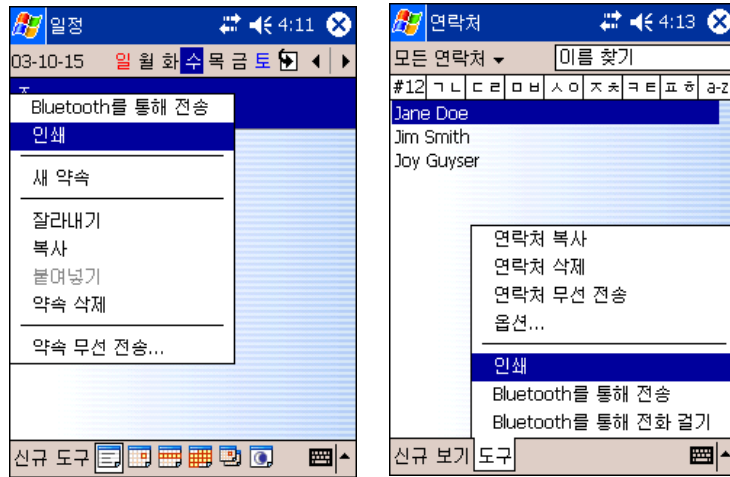 일정 4:11
03-10-15 일 월 화 수 목 금 토
Bluetooth를 통해 전송
인쇄
새 약속
잘라내기
복사
붙여넣기
약속 삭제
약속 무선 전송...
신규 도구
연락처 4:13
모든 연락처 이름 찾기
#12 ㄱㄴ ㄷㄹ ㅁㅂ ㅅㅇ ㅈㅊ ㅋㅌ ㅍㅎ a-z
Jane Doe
Jim Smith
Joy Guyser
연락처 복사
연락처 삭제
연락처 무선 전송
옵션...
인쇄
Bluetooth를 통해 전송
Bluetooth를 통해 전화 걸기
신규 보기 도구